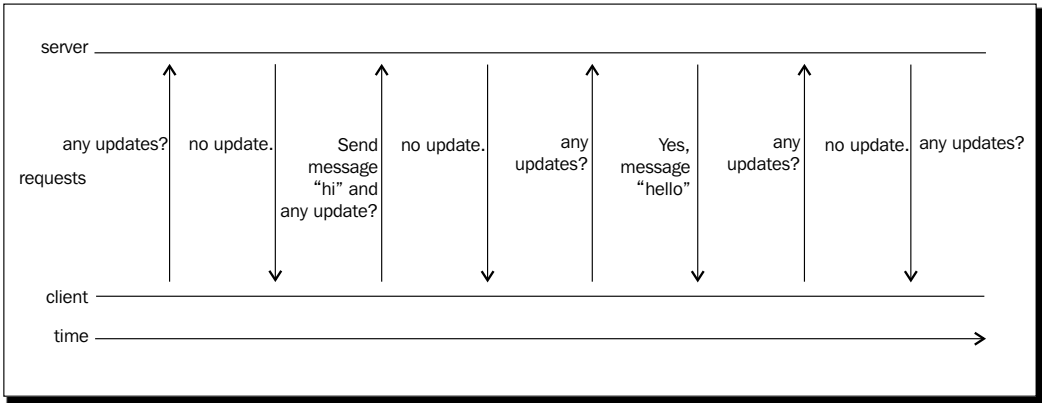 server
any updates?
no update.
Send
message
“hi” and
any update?
no update.
any
updates?
Yes,
message
“hello”
any
updates?
no update.
any updates?
requests
client
time